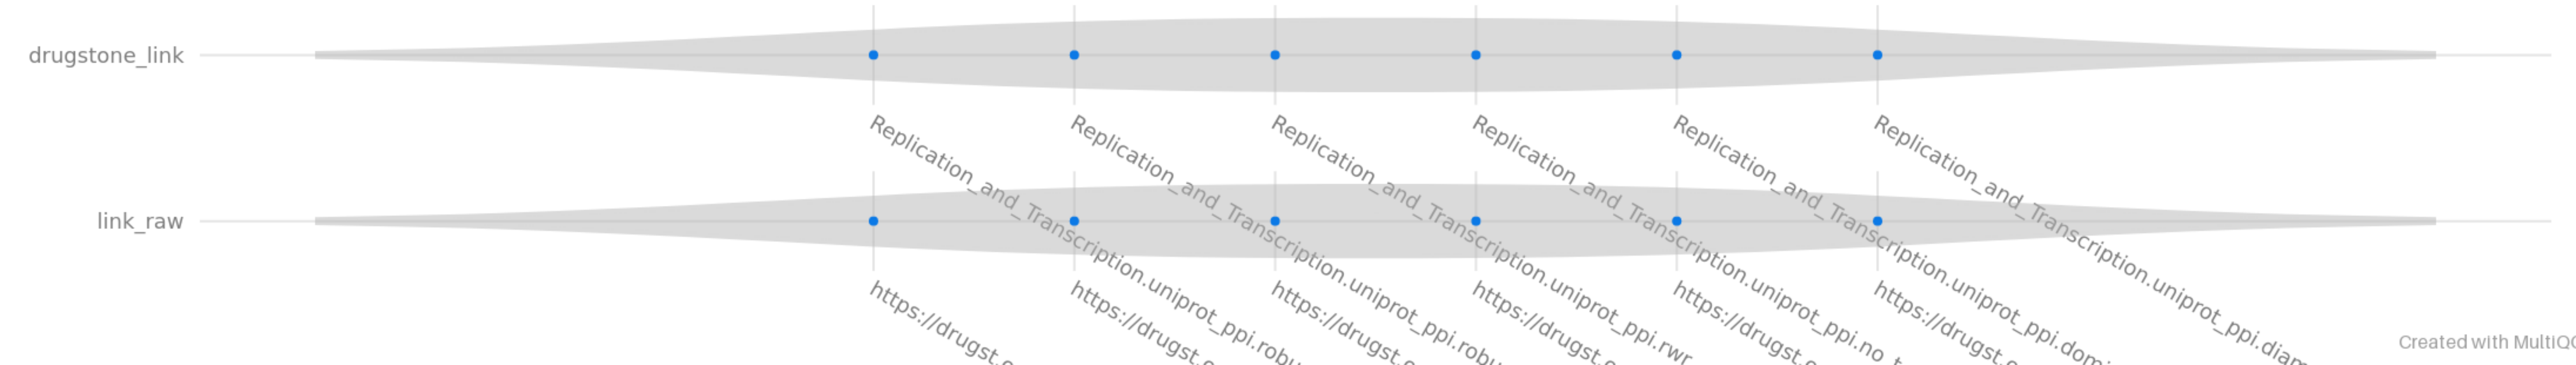 drugstone_link
Replication_and_Transcription.uniprot_ppi.robu
Replication_and_Transcription.uniprot_ppi.robu
Replication_and_Transcription.uniprot_ppi.rwr
Replication_and_Transcription.uniprot_ppi.no_t
Replication_and_Transcription.uniprot_ppi.domi
Replication_and_Transcription.uniprot_ppi.diam
link_raw
https://drugst.o
https://drugst.o
https://drugst.o
https://drugst.o
https://drugst.o
https://drugst.o
Created with MultiQC